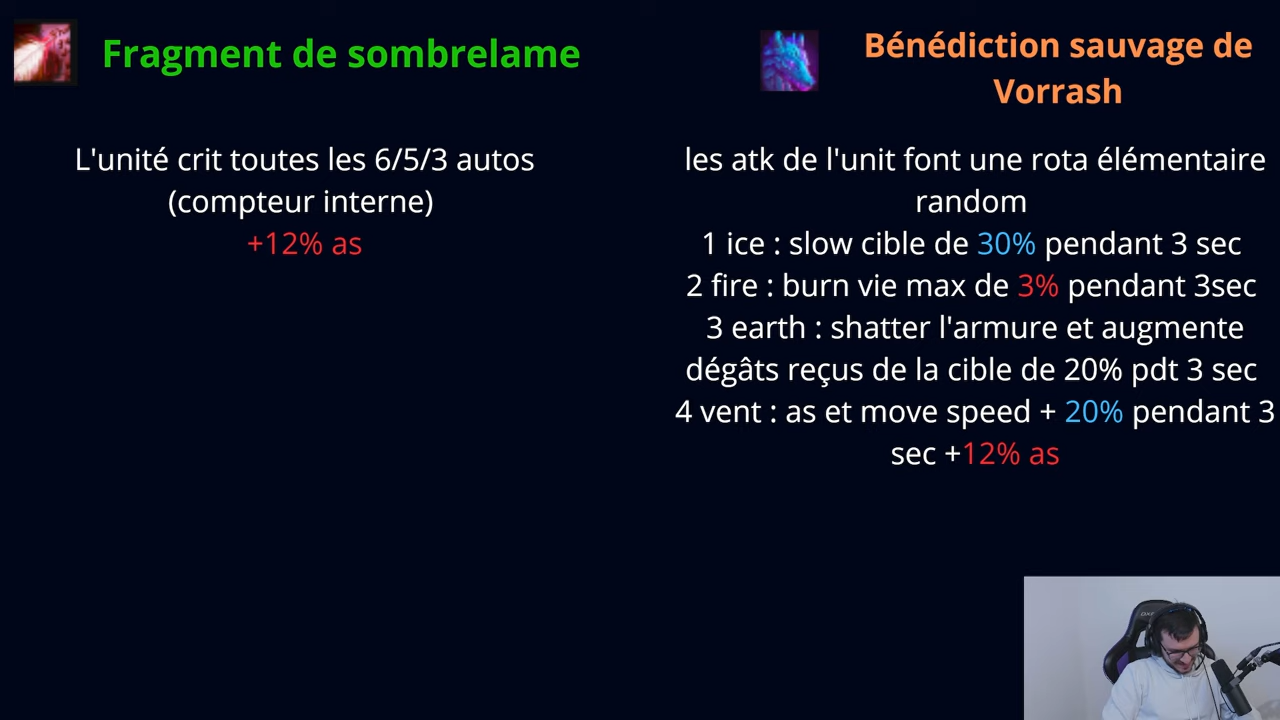 Fragment de sombrelame
L'unité crit toutes les 6/5/3 autos
(compteur interne)
+12% as
Bénédiction sauvage de
Vorrash
les atk de l'unit font une rota élémentaire
random
1 ice : slow cible de 30% pendant 3 sec
2 fire : burn vie max de 3% pendant 3sec
3 earth : shatter l'armure et augmente
dégâts reçus de la cible de 20% pdt 3 sec
4 vent : as et move speed + 20% pendant 3
sec +12% as